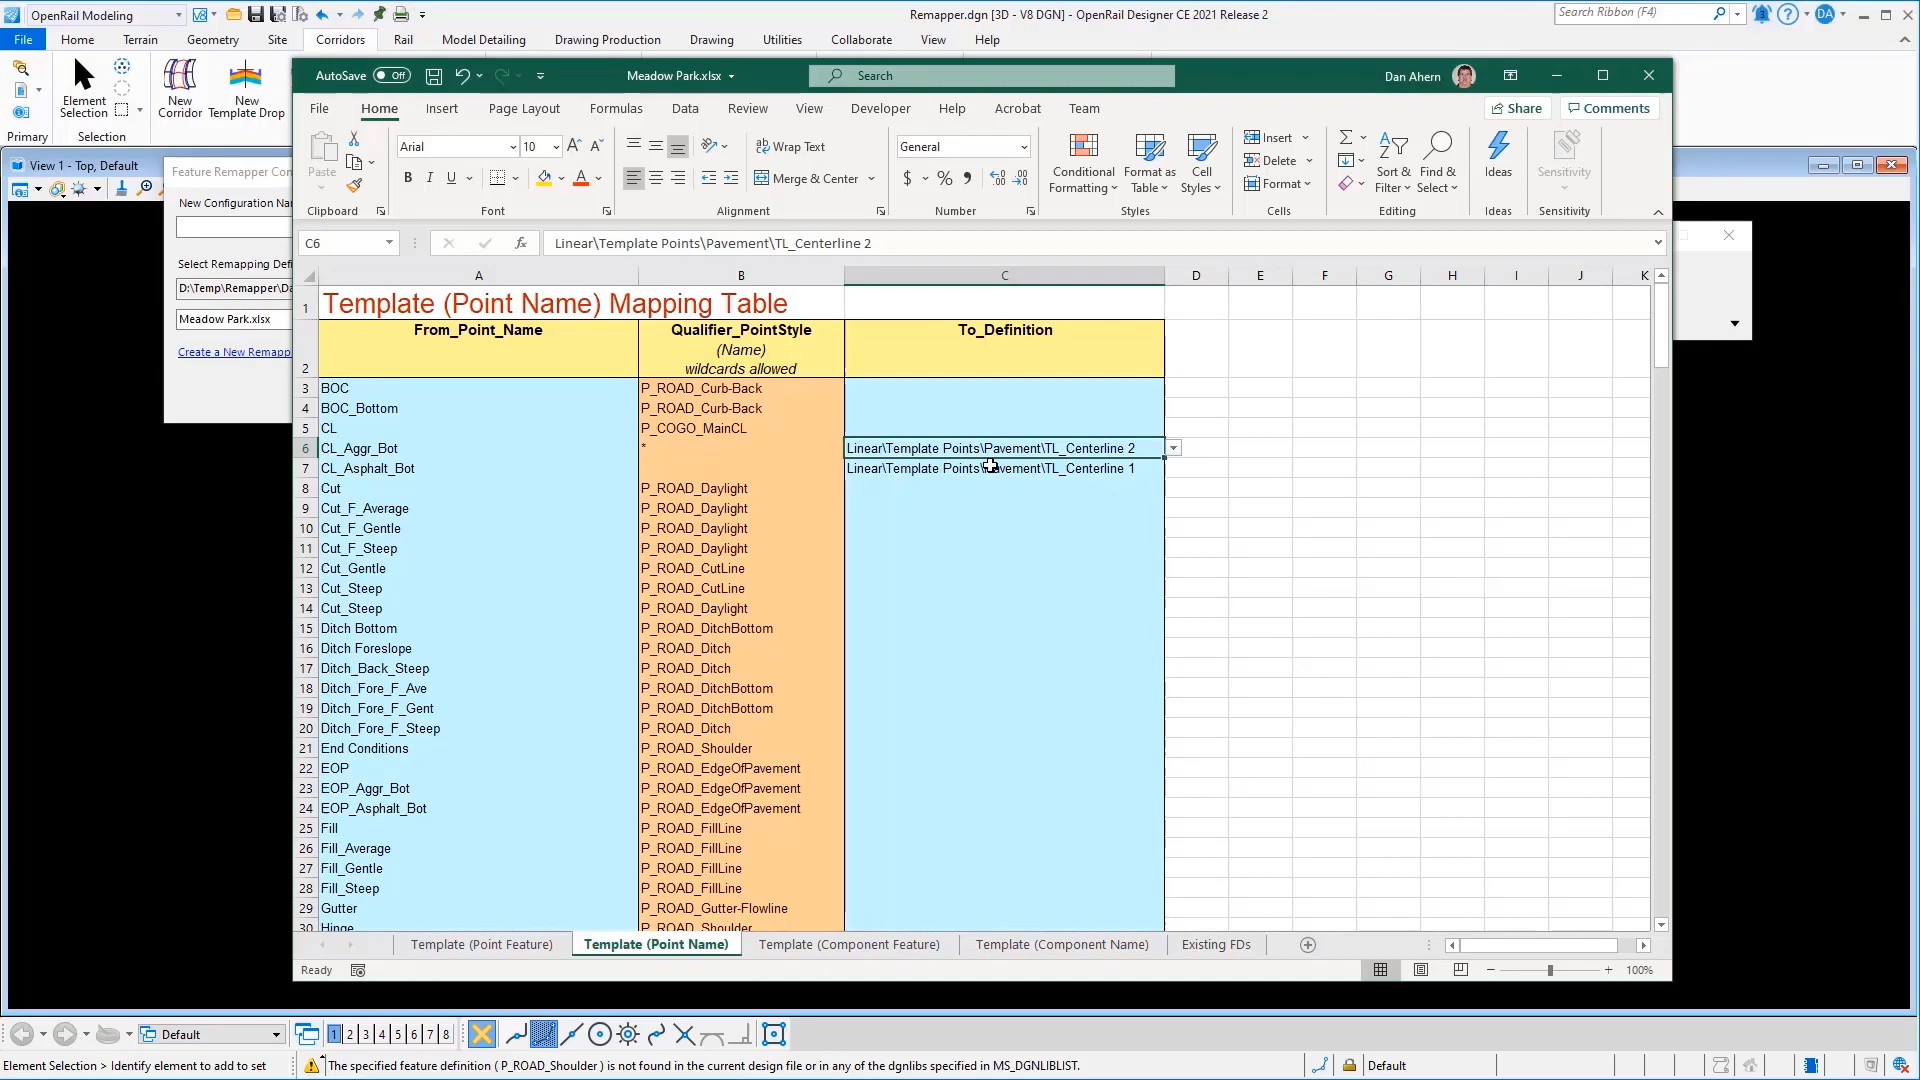 OpenRail Modeling
Remapper.dgn [3D - V8 DGN] - OpenRail Designer CE 2021 Release 2
Search Ribbon (F4)
DA
File Home Terrain Geometry Site Corridors Rail Model Detailing Drawing Production Drawing Utilities Collaborate View Help
Element Selection
New Corridor
New Template Drop
Primary
Selection
AutoSave Off
Meadow Park.xlsx
Search
Dan Ahern
File Home Insert Page Layout Formulas Data Review View Developer Help Acrobat Team
Share
Comments
Paste
Arial
10
Wrap Text
Merge & Center
General
Conditional Formatting
Format as Table
Cell Styles
Insert
Delete
Format
Sort & Filter
Find & Select
Ideas
Sensitivity
Clipboard
Font
Alignment
Number
Styles
Cells
Editing
Ideas
Sensitivity
View 1 - Top, Default
Feature Remapper Con
New Configuration Na
Select Remapping Defi
D:\Temp\Remapper\Da
Meadow Park.xlsx
Create a New Remapp
C6
fx
Linear\Template Points\Pavement\TL_Centerline 2
A B C D E F G H I J K
1 Template (Point Name) Mapping Table
From_Point_Name Qualifier_PointStyle To_Definition
(Name)
2 wildcards allowed
3 BOC P_ROAD_Curb-Back
4 BOC_Bottom P_ROAD_Curb-Back
5 CL P_COGO_MainCL
6 CL_Aggr_Bot * Linear\Template Points\Pavement\TL_Centerline 2
7 CL_Asphalt_Bot Linear\Template Points\Pavement\TL_Centerline 1
8 Cut P_ROAD_Daylight
9 Cut_F_Average P_ROAD_Daylight
10 Cut_F_Gentle P_ROAD_Daylight
11 Cut_F_Steep P_ROAD_Daylight
12 Cut_Gentle P_ROAD_CutLine
13 Cut_Steep P_ROAD_CutLine
14 Cut_Steep P_ROAD_Daylight
15 Ditch Bottom P_ROAD_DitchBottom
16 Ditch Foreslope P_ROAD_Ditch
17 Ditch_Back_Steep P_ROAD_Ditch
18 Ditch_Fore_F_Ave P_ROAD_DitchBottom
19 Ditch_Fore_F_Gent P_ROAD_DitchBottom
20 Ditch_Fore_F_Steep P_ROAD_Ditch
21 End Conditions P_ROAD_Shoulder
22 EOP P_ROAD_EdgeOfPavement
23 EOP_Aggr_Bot P_ROAD_EdgeOfPavement
24 EOP_Asphalt_Bot P_ROAD_EdgeOfPavement
25 Fill P_ROAD_FillLine
26 Fill_Average P_ROAD_FillLine
27 Fill_Gentle P_ROAD_FillLine
28 Fill_Steep P_ROAD_FillLine
29 Gutter P_ROAD_Gutter-Flowline
30 Hinge P_ROAD_Shoulder
Template (Point Feature) Template (Point Name) Template (Component Feature) Template (Component Name) Existing FDs
Ready
100%
Default
1 2 3 4 5 6 7 8
Element Selection > Identify element to add to set
The specified feature definition ( P_ROAD_Shoulder ) is not found in the current design file or in any of the dgnlibs specified in MS_DGNLIBLIST.
Default